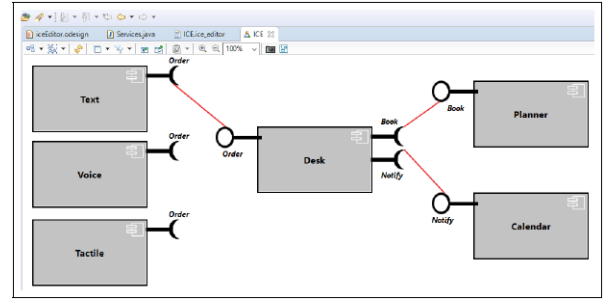 iceEditor.odesign Services.java ICE.ice_editor ICE
100%
Order
Text
Order
Voice
Order
Tactile
Order
Desk
Book
Notify
Book
Planner
Notify
Calendar